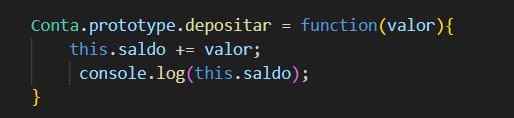 Conta.prototype.depositar = function(valor){
    this.saldo += valor;
     console.log(this.saldo);
}